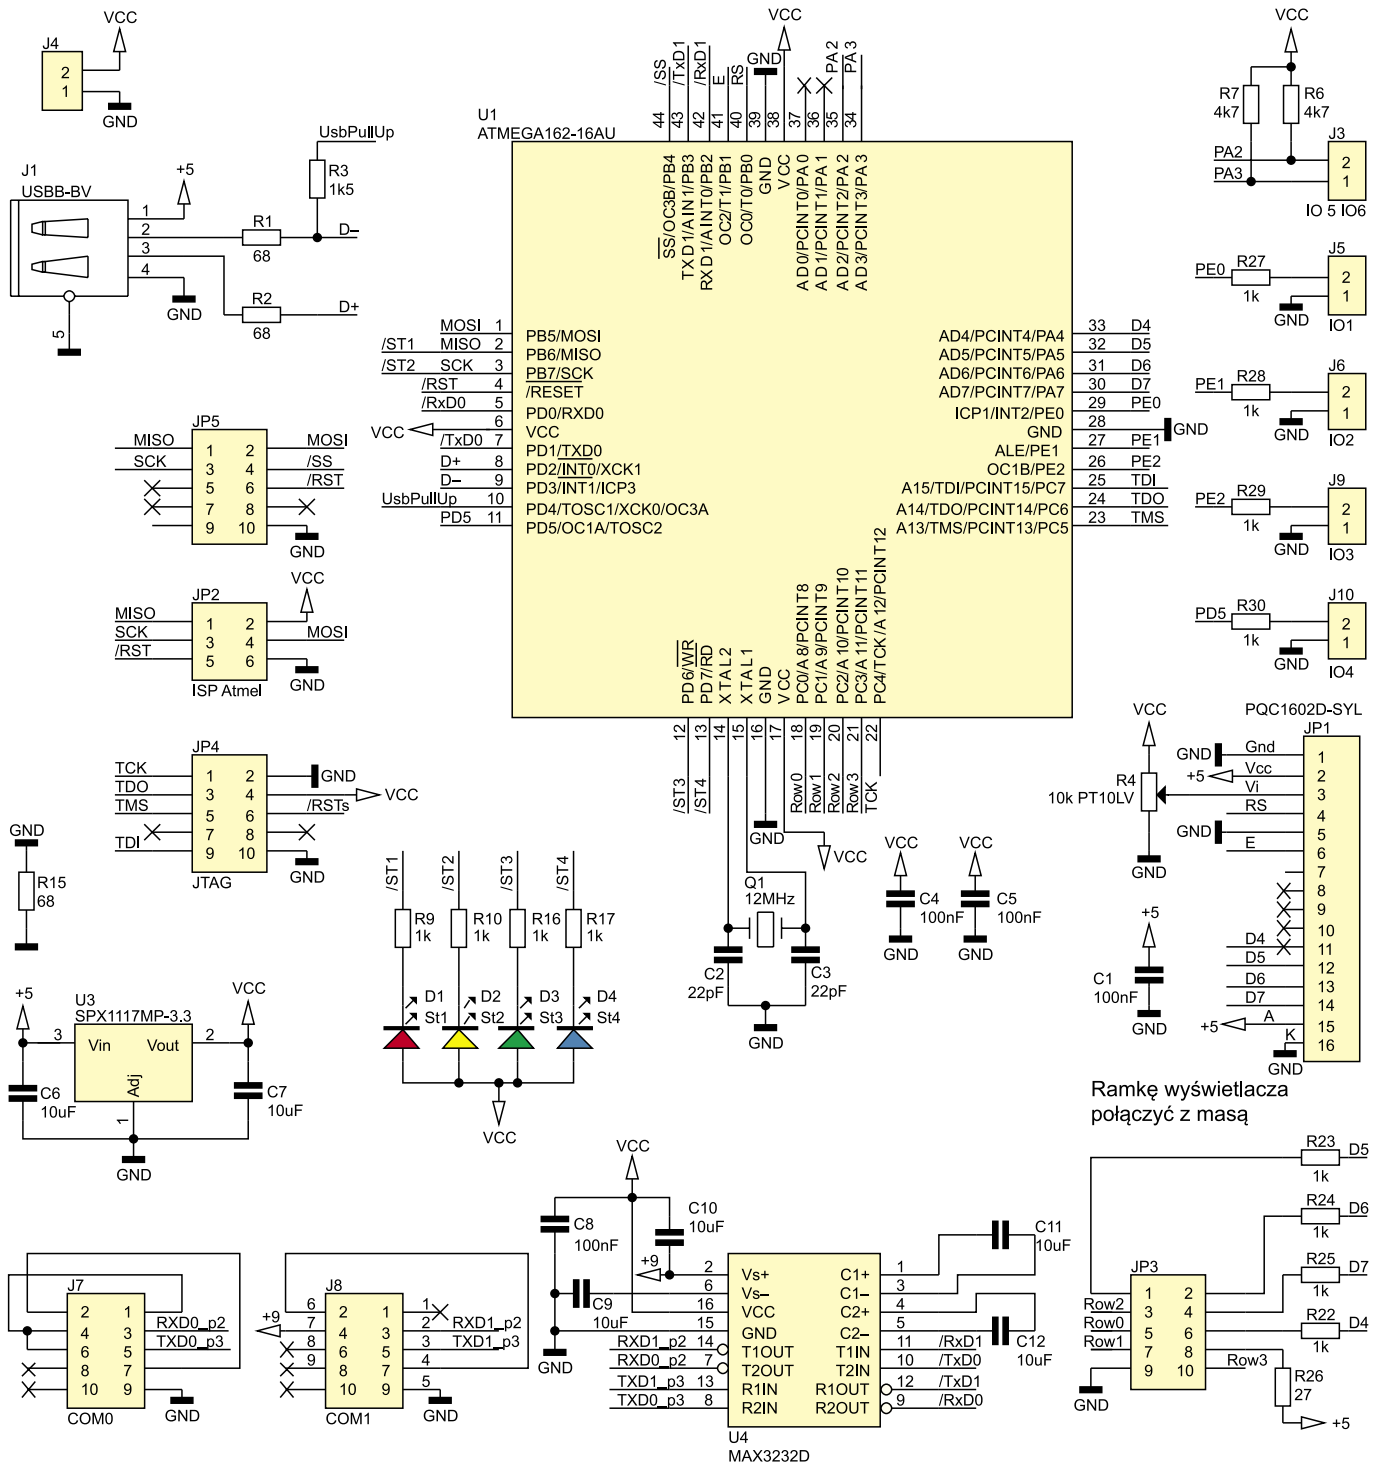 J4
VCC
2
1
GND
J1
USBB-BV
+5
1
2
3
4
5
GND
UsbPullUp
R3
1k5
R1
68
D–
R2
68
D+
JP5
MISO 1 2 MOSI
SCK 3 4 /SS
5 6 /RST
7 8
9 10
GND
VCC
JP2
MISO 1 2
SCK 3 4 MOSI
/RST 5 6
ISP Atmel
GND
JP4
TCK 1 2 GND
TDO 3 4 VCC
TMS 5 6 /RSTs
7 8
TDI 9 10
JTAG
GND
GND
R15
68
U1
ATMEGA162-16AU
/SS
/TxD1
/RxD1
E
RS
GND
VCC
PA2
PA3
44
43
42
41
40
39
38
37
36
35
34
SS/OC3B/PB4
TXD1/AIN1/PB3
RXD1/AINT0/PB2
OC2/T1/PB1
OC0/T0/PB0
GND
VCC
AD0/PCINT0/PA0
AD1/PCINT1/PA1
AD2/PCINT2/PA2
AD3/PCINT3/PA3
MOSI 1 PB5/MOSI
/ST1 MISO 2 PB6/MISO
/ST2 SCK 3 PB7/SCK
/RST 4 /RESET
/RxD0 5 PD0/RXD0
VCC 6 VCC
/TxD0 7 PD1/TXD0
D+ 8 PD2/INT0/XCK1
D– 9 PD3/INT1/ICP3
UsbPullUp 10 PD4/TOSC1/XCK0/OC3A
PD5 11 PD5/OC1A/TOSC2
AD4/PCINT4/PA4 33 D4
AD5/PCINT5/PA5 32 D5
AD6/PCINT6/PA6 31 D6
AD7/PCINT7/PA7 30 D7
ICP1/INT2/PE0 29 PE0
GND 28 GND
ALE/PE1 27 PE1
OC1B/PE2 26 PE2
A15/TDI/PCINT15/PC7 25 TDI
A14/TDO/PCINT14/PC6 24 TDO
A13/TMS/PCINT13/PC5 23 TMS
PD6/WR
PD7/RD
XTAL2
XTAL1
GND
VCC
PC0/A8/PCINT8
PC1/A9/PCINT9
PC2/A10/PCINT10
PC3/A11/PCINT11
PC4/TCK/A12/PCINT12
12
13
14
15
16
17
18
19
20
21
22
/ST3
/ST4
GND
VCC
Row0
Row1
Row2
Row3
TCK
VCC
R7
4k7
R6
4k7
J3
PA2 2
PA3 1
IO 5 IO6
J5
PE0 R27 2
1k 1
GND
IO1
J6
PE1 R28 2
1k 1
GND
IO2
J9
PE2 R29 2
1k 1
GND
IO3
J10
PD5 R30 2
1k 1
GND
IO4
VCC
R4
10k PT10LV
GND
PQC1602D-SYL
JP1
GND Gnd 1
+5 Vcc 2
Vi 3
RS 4
GND 5
E 6
7
8
9
10
D4 11
D5 12
D6 13
D7 14
+5 A 15
K 16
GND
+5
C1
100nF
GND
Ramkę wyświetlacza
połączyć z masą
/ST1
/ST2
/ST3
/ST4
R9
1k
R10
1k
R16
1k
R17
1k
D1
St1
D2
St2
D3
St3
D4
St4
VCC
Q1
12MHz
C2
22pF
C3
22pF
GND
VCC
C4
100nF
GND
VCC
C5
100nF
GND
+5
U3
SPX1117MP-3.3
VCC
3 Vin Vout 2
Adj
1
C6
10uF
C7
10uF
GND
J7
2 1
4 3 RXD0_p2
6 5 TXD0_p3
8 7
10 9
COM0
GND
J8
+9
6 2 1 1
7 4 3 2 RXD1_p2
8 6 5 3 TXD1_p3
9 8 7 4
10 9 5
COM1
GND
VCC
C8
100nF
C10
10uF
+9
C9
10uF
GND
2 Vs+ C1+ 1
6 Vs– C1– 3
16 VCC C2+ 4
15 GND C2– 5
RXD1_p2 14 T1OUT T1IN 11 /RxD1
RXD0_p2 7 T2OUT T2IN 10 /TxD0
TXD1_p3 13 R1IN R1OUT 12 /TxD1
TXD0_p3 8 R2IN R2OUT 9 /RxD0
U4
MAX3232D
C11
10uF
C12
10uF
R23 D5
1k
R24 D6
1k
R25 D7
1k
R22 D4
1k
JP3
1 2
Row2 3 4
Row0 5 6
Row1 7 8
9 10 Row3
GND
R26
27
+5